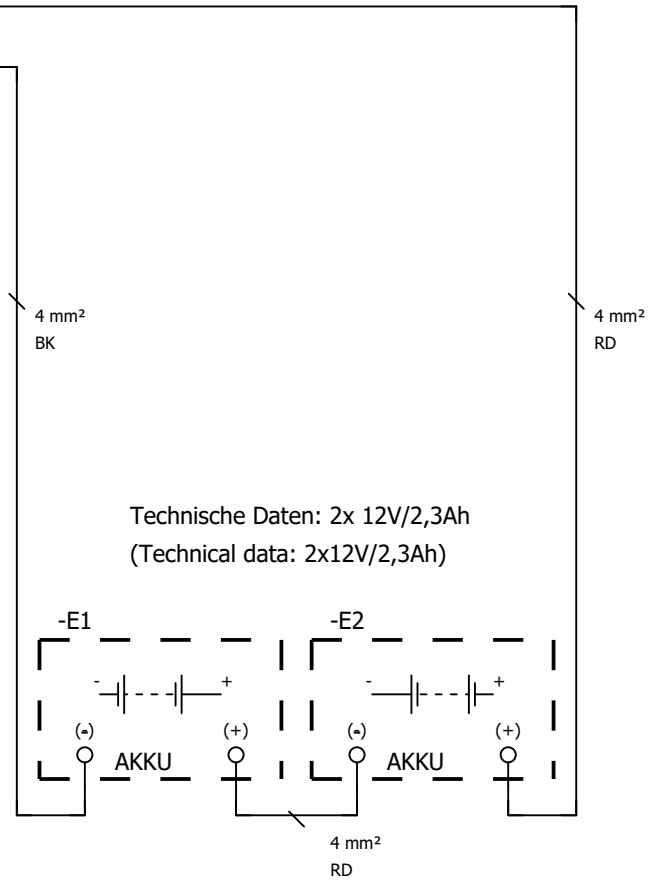 4 mm²
BK
4 mm²
RD
Technische Daten: 2x 12V/2,3Ah
(Technical data: 2x12V/2,3Ah)
-E1
-E2
- +
- +
(-) (+)
(-) (+)
AKKU
AKKU
4 mm²
RD